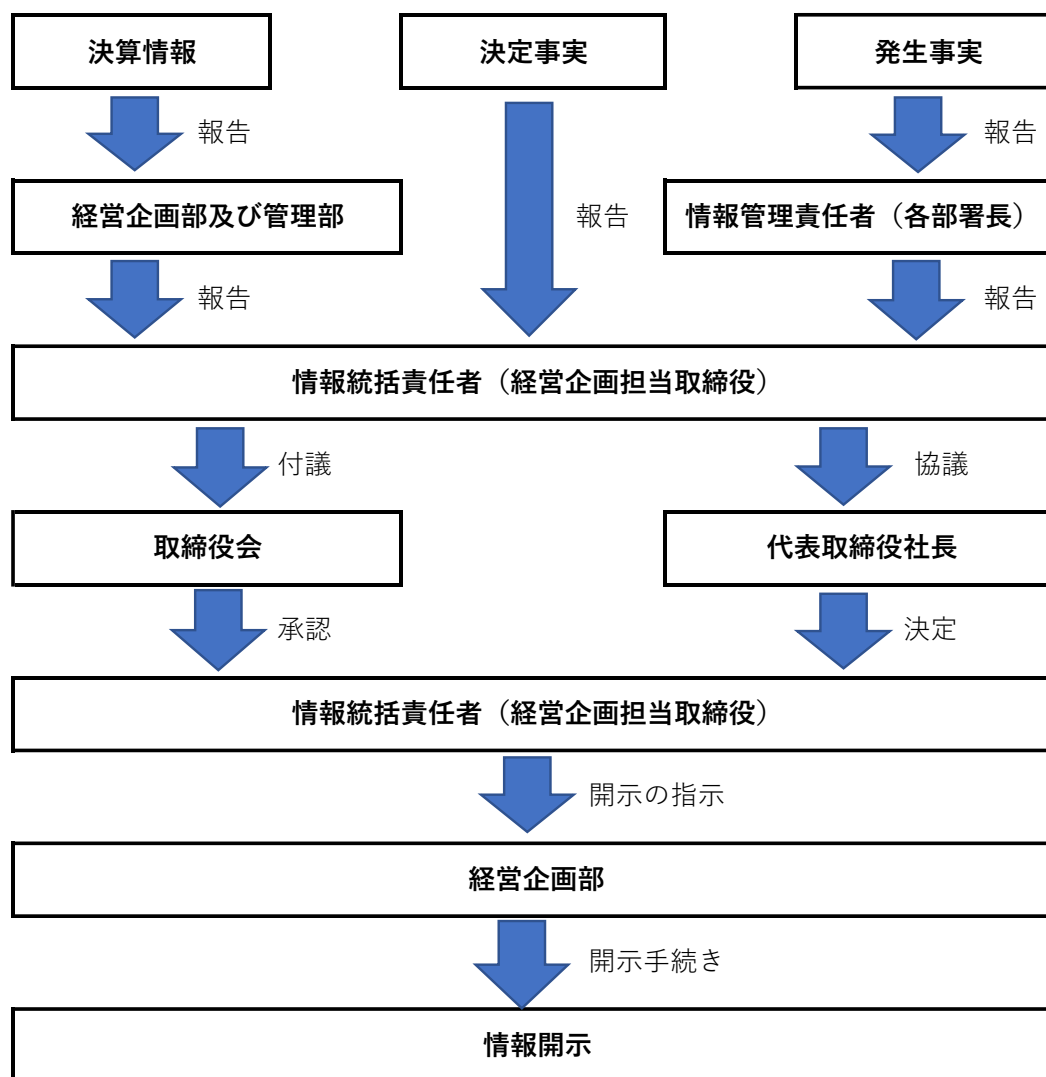 決算情報
決定事実
発生事実
報告
報告
経営企画部及び管理部
報告
情報管理責任者（各部署長）
報告
報告
情報統括責任者（経営企画担当取締役）
付議
協議
取締役会
代表取締役社長
承認
決定
情報統括責任者（経営企画担当取締役）
開示の指示
経営企画部
開示手続き
情報開示